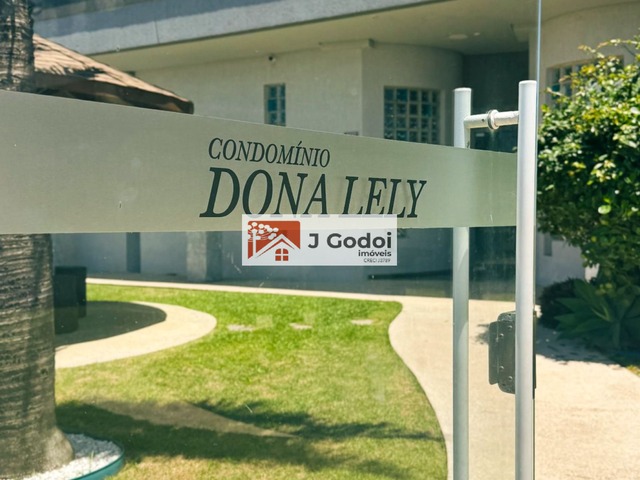 CONDOMÍNIO
DONA LELY
J Godoi
imóveis